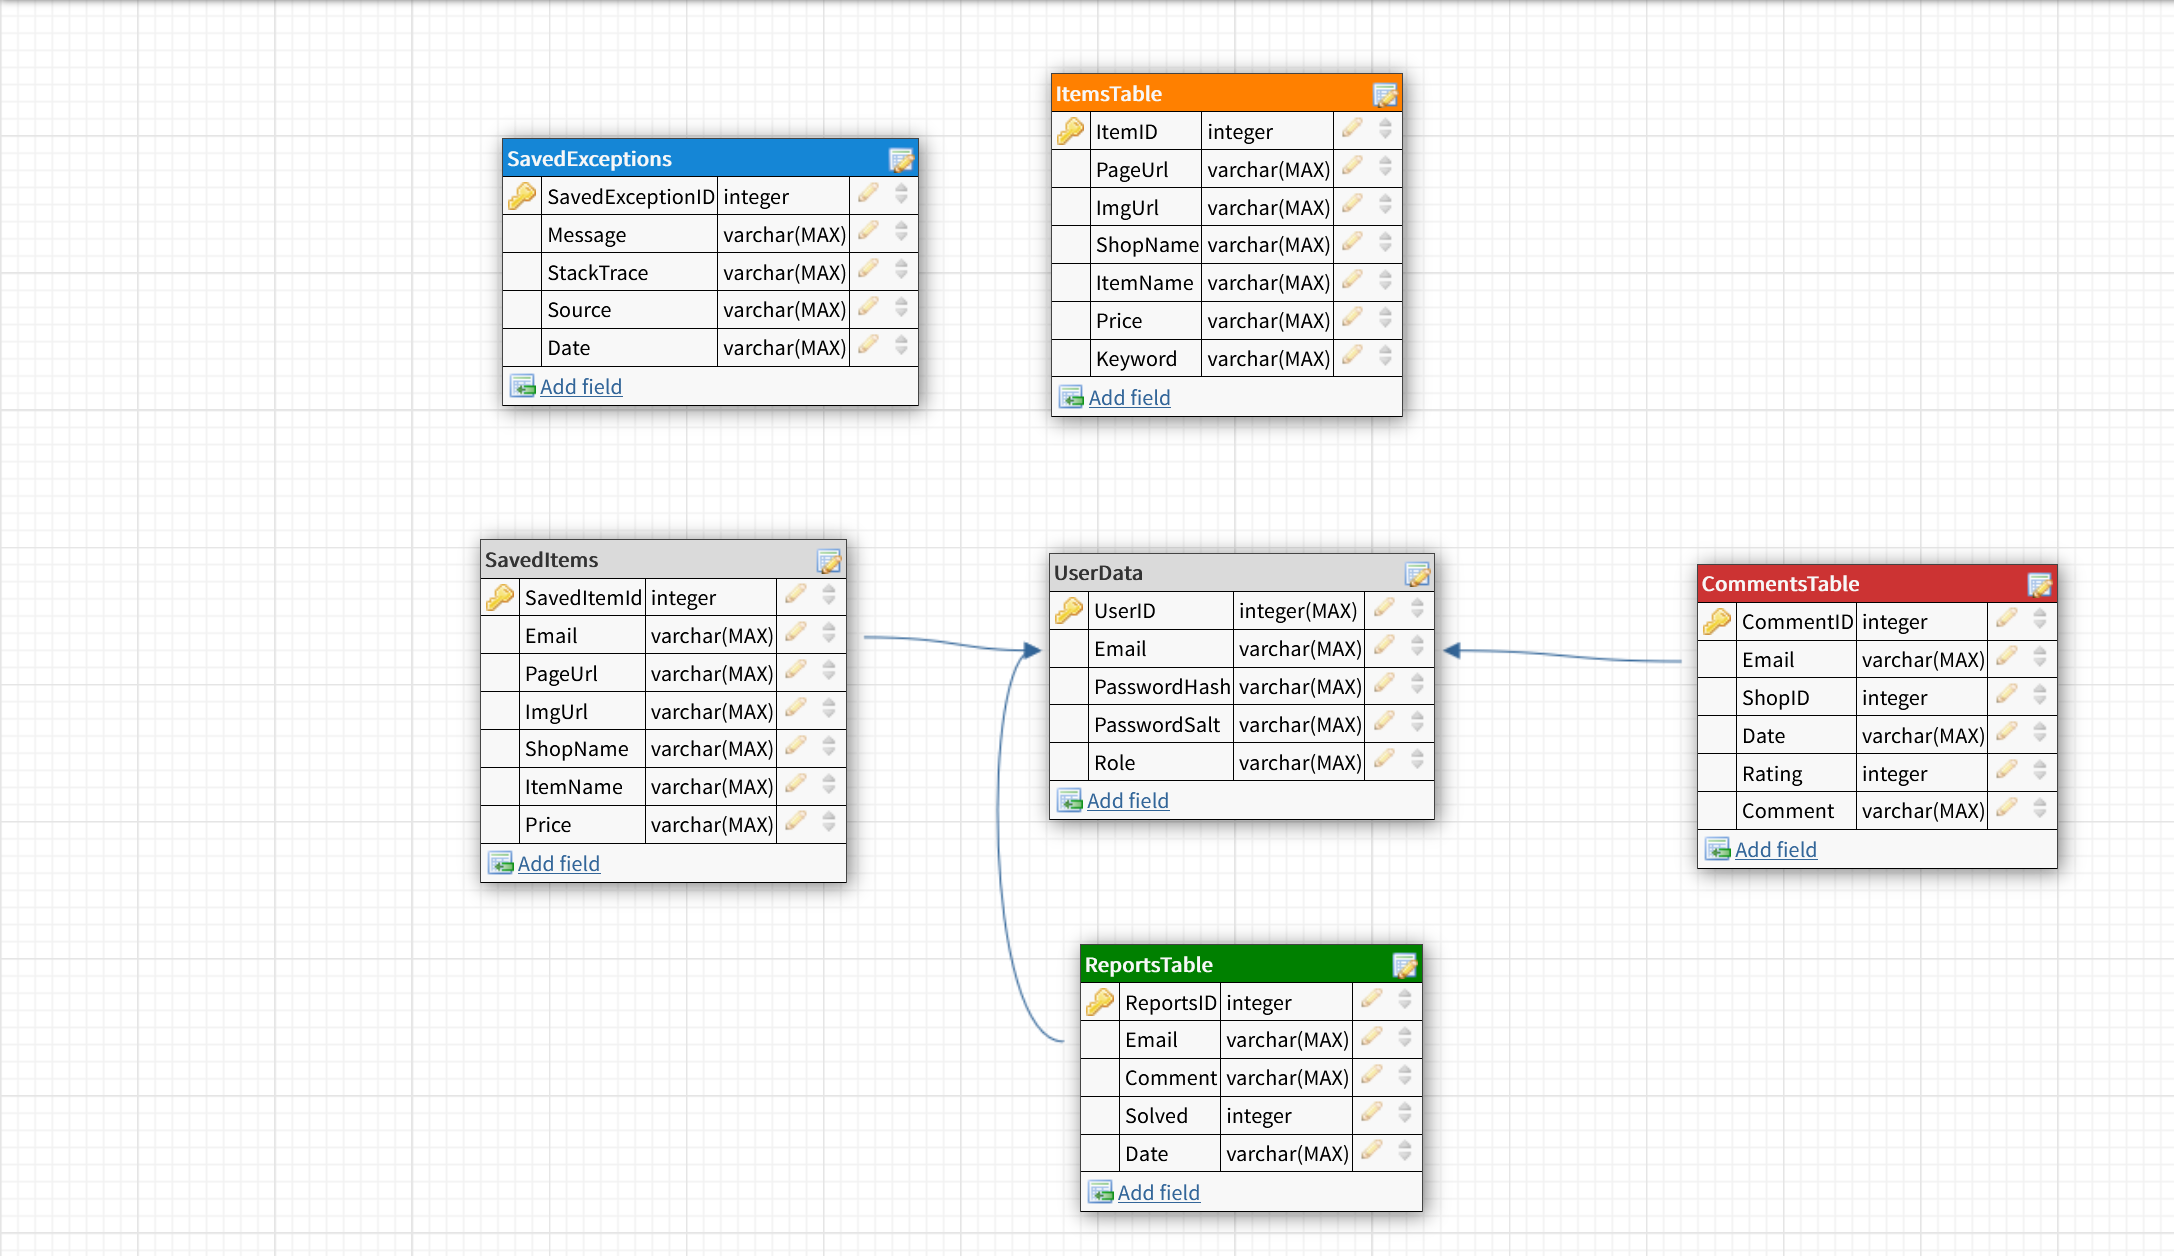 ItemsTable
ItemID integer
PageUrl varchar(MAX)
ImgUrl varchar(MAX)
ShopName varchar(MAX)
ItemName varchar(MAX)
Price varchar(MAX)
Keyword varchar(MAX)
Add field
SavedExceptions
SavedExceptionID integer
Message varchar(MAX)
StackTrace varchar(MAX)
Source varchar(MAX)
Date varchar(MAX)
Add field
SavedItems
SavedItemId integer
Email varchar(MAX)
PageUrl varchar(MAX)
ImgUrl varchar(MAX)
ShopName varchar(MAX)
ItemName varchar(MAX)
Price varchar(MAX)
Add field
UserData
UserID integer(MAX)
Email varchar(MAX)
PasswordHash varchar(MAX)
PasswordSalt varchar(MAX)
Role varchar(MAX)
Add field
CommentsTable
CommentID integer
Email varchar(MAX)
ShopID integer
Date varchar(MAX)
Rating integer
Comment varchar(MAX)
Add field
ReportsTable
ReportsID integer
Email varchar(MAX)
Comment varchar(MAX)
Solved integer
Date varchar(MAX)
Add field